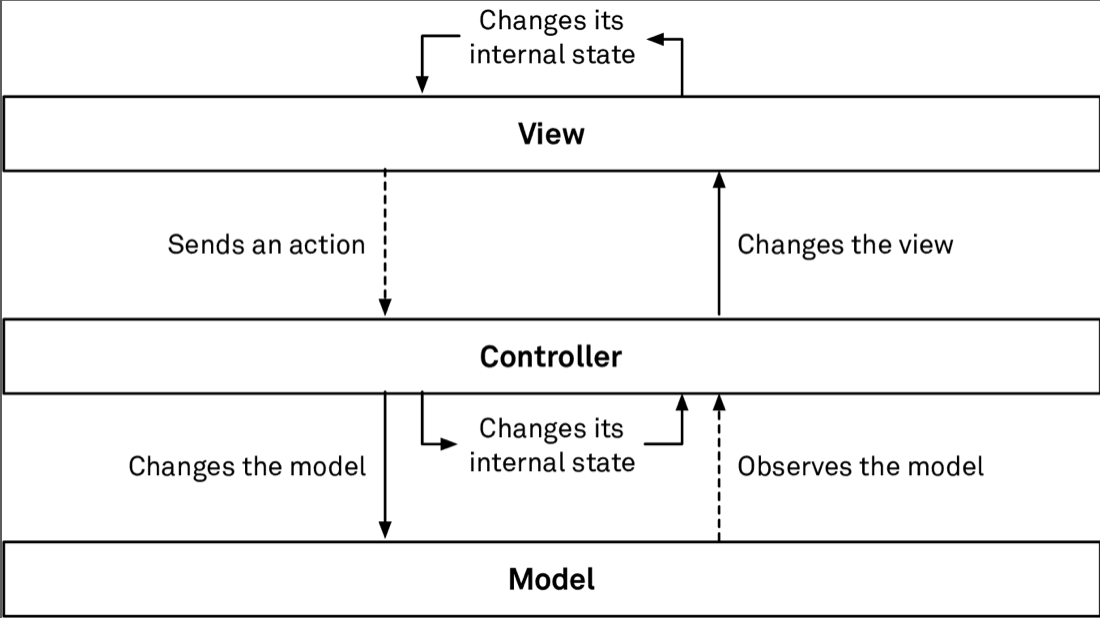 Changes its
internal state
View
Sends an action
Changes the view
Controller
Changes its
internal state
Changes the model
Observes the model
Model